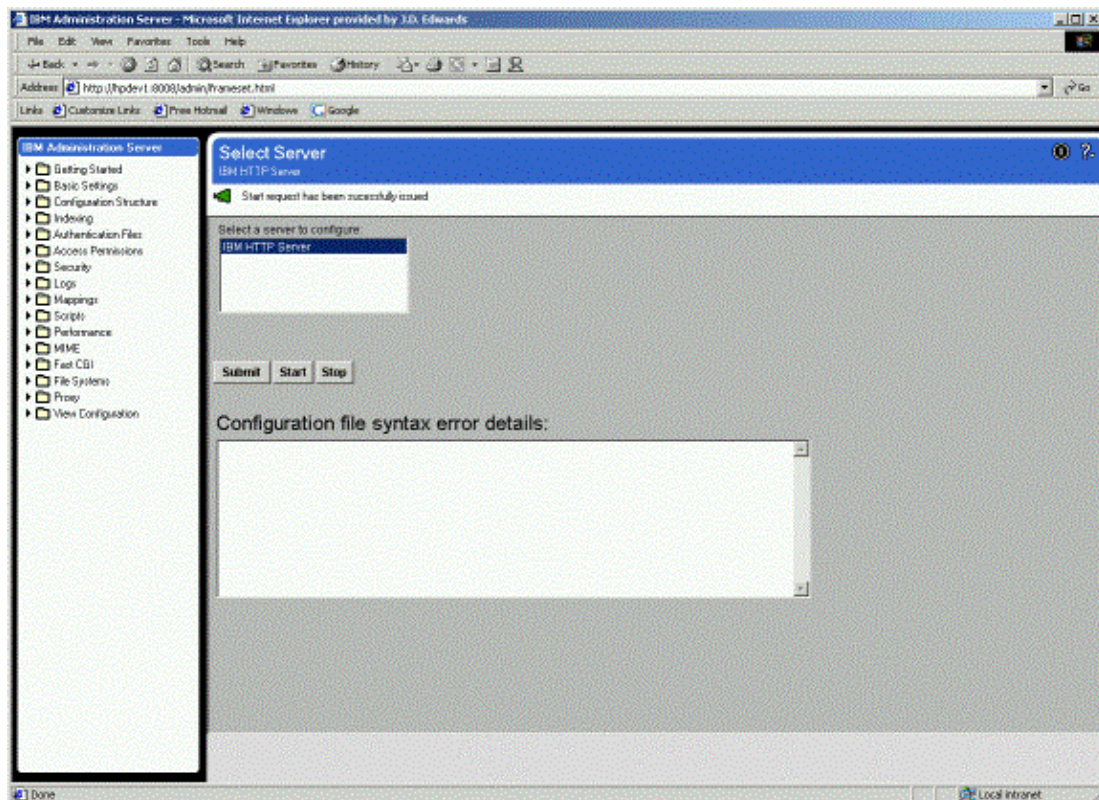 IBM Administration Server - Microsoft Internet Explorer provided by J.D. Edwards
File Edit View Favorites Tools Help
Back Search Favorites History
Address http://hpdev1:8008/admin/frameset.html Go
Links Customize Links Free Hotmail Windows Google
IBM Administration Server
Getting Started
Basic Settings
Configuration Structure
Indexing
Authentication Files
Access Permissions
Security
Logs
Mappings
Scripts
Performance
MIME
Fast CGI
File Systems
Proxy
View Configuration
Select Server
IBM HTTP Server
Start request has been sucessfully issued
Select a server to configure:
IBM HTTP Server
Submit Start Stop
Configuration file syntax error details:
Done
Local intranet